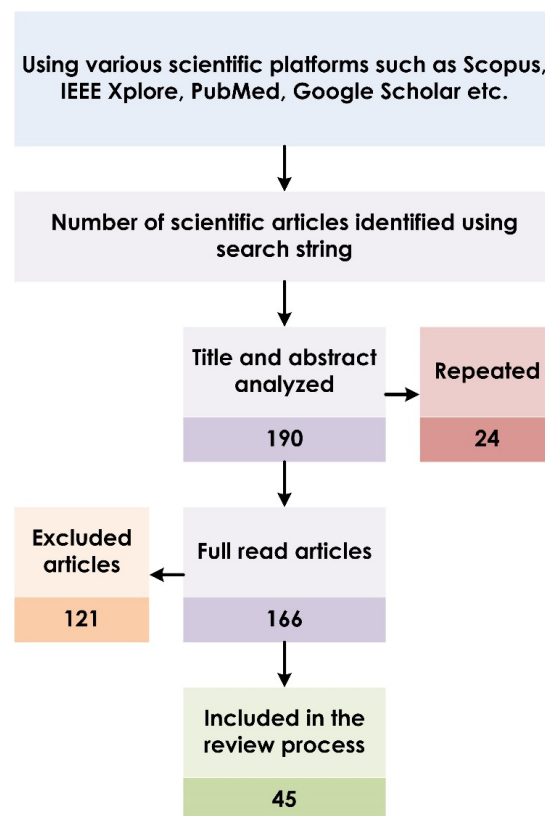 Using various scientific platforms such as Scopus,
IEEE Xplore, PubMed, Google Scholar etc.
Number of scientific articles identified using
search string
Title and abstract
analyzed
190
Repeated
24
Excluded
articles
121
Full read articles
166
Included in the
review process
45